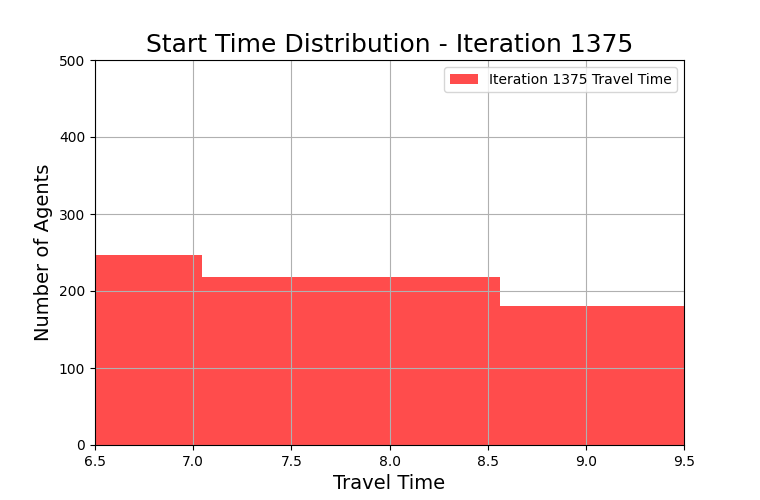 Start Time Distribution - Iteration 1375
500
Iteration 1375 Travel Time
400
300
200
100
0
Number of Agents
6.5 7.0 7.5 8.0 8.5 9.0 9.5
Travel Time